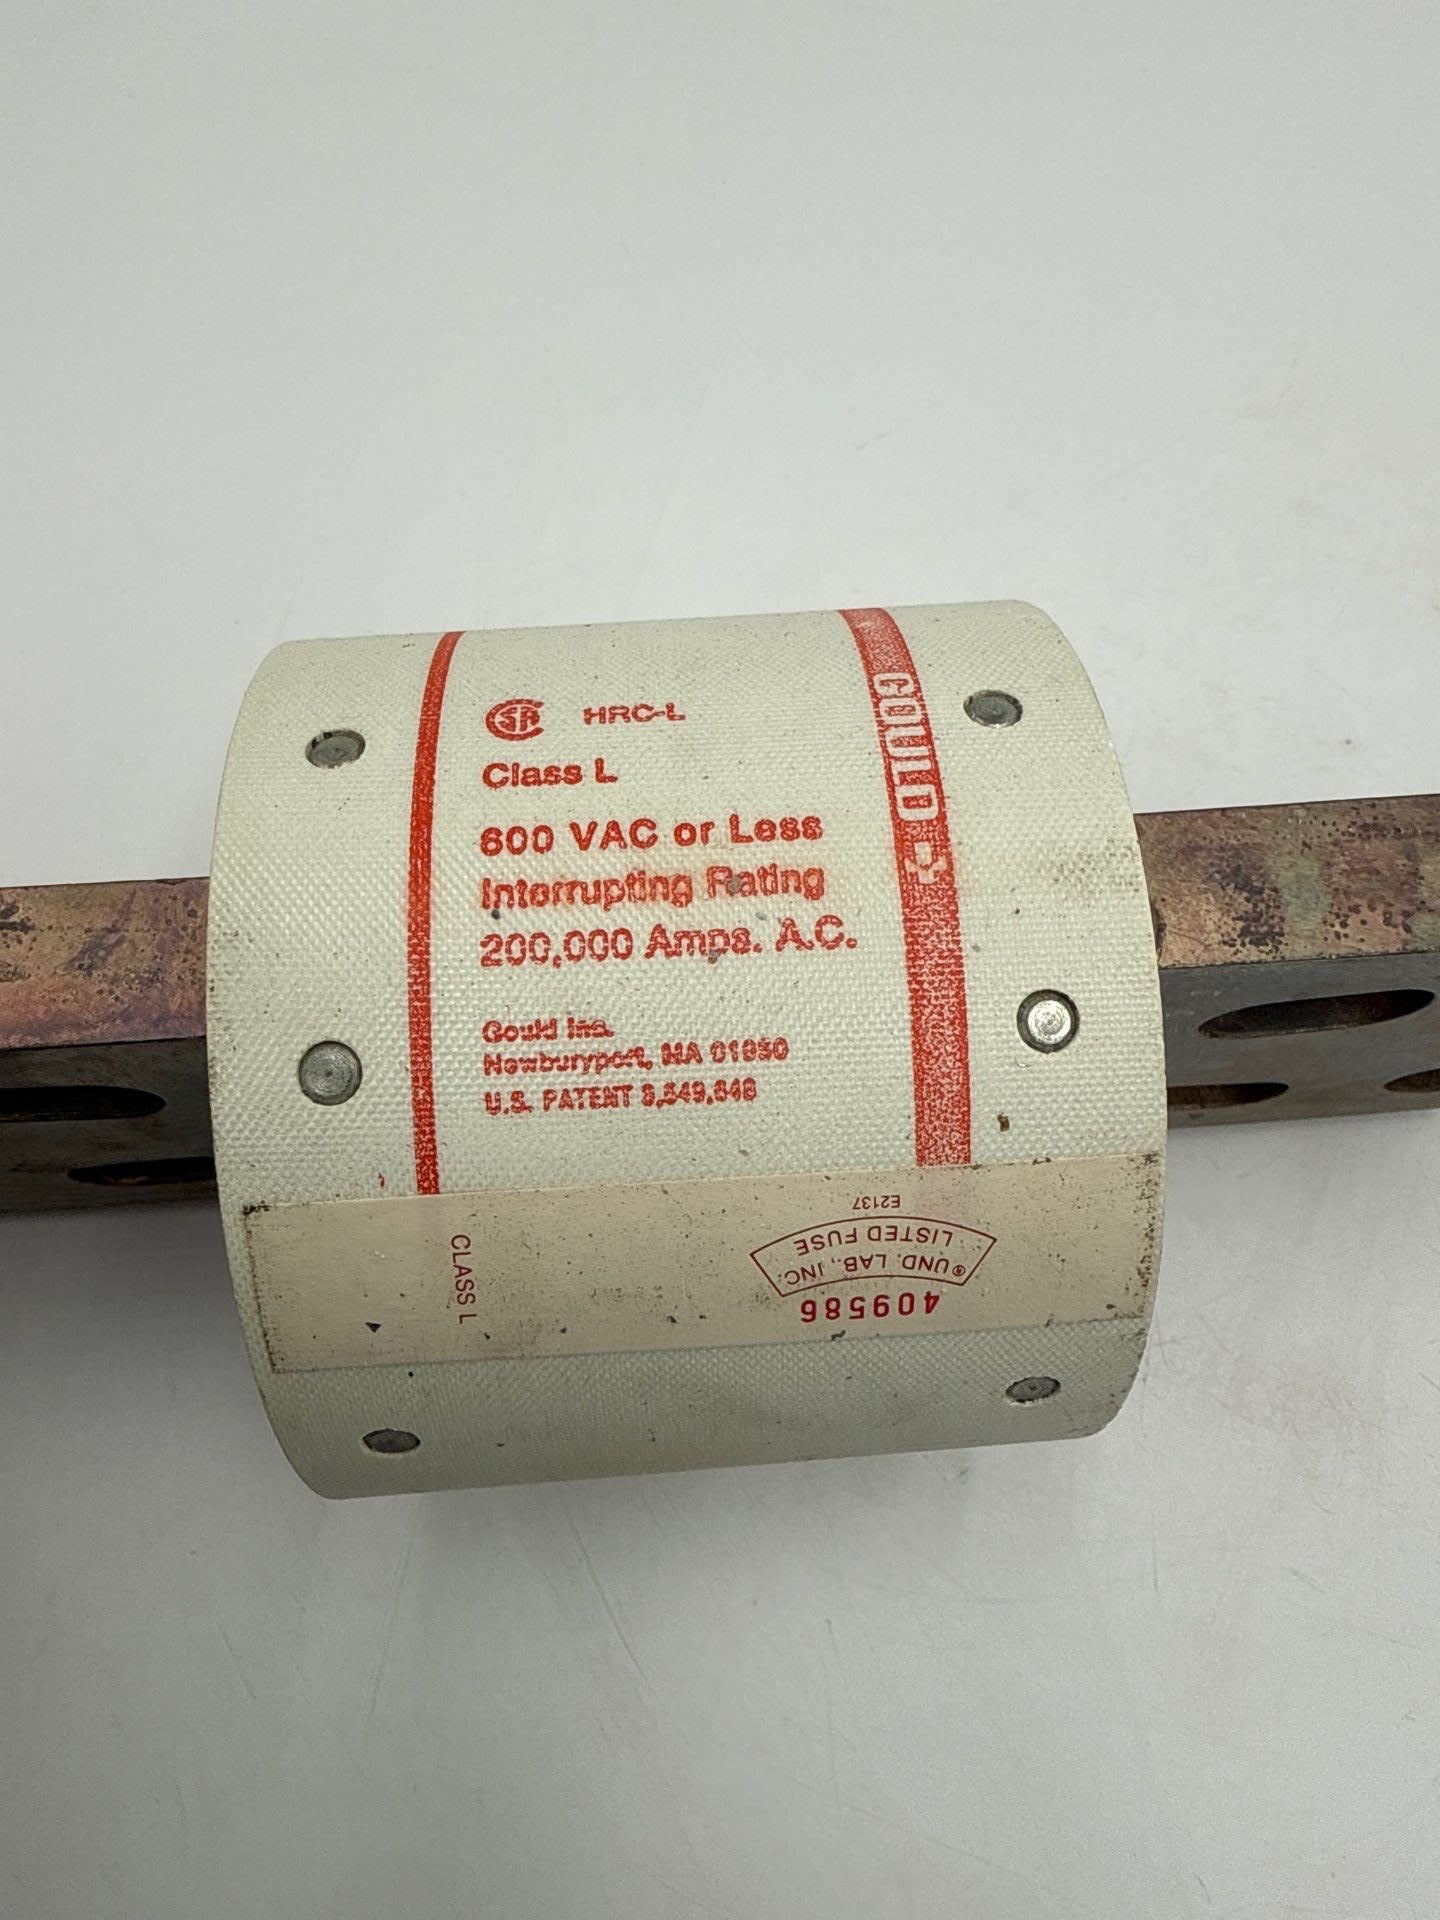 SA HRC-L
Class L
600 VAC or Less
Interrupting Rating
200,000 Amps. A.C.
Gould Inc.
Newburyport, MA 01950
U.S. PATENT
GOULD
CLASS L
E2137
LISTED FUSE
® UND. LAB., INC.
409586